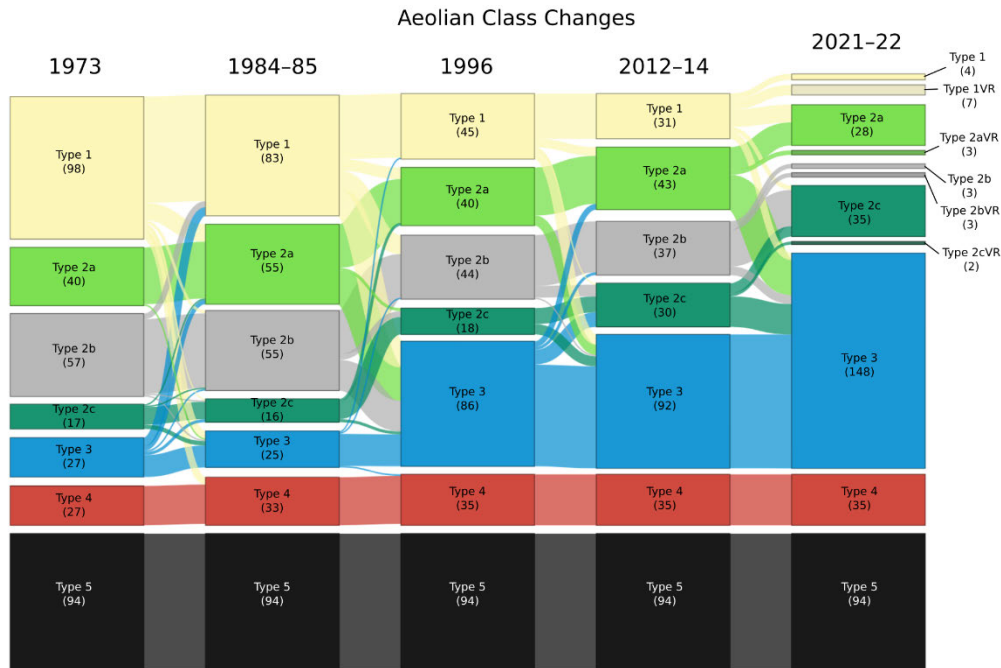 Aeolian Class Changes
1973
1984–85
1996
2012–14
2021–22
Type 1
(98)
Type 2a
(40)
Type 2b
(57)
Type 2c
(17)
Type 3
(27)
Type 4
(27)
Type 5
(94)
Type 1
(83)
Type 2a
(55)
Type 2b
(55)
Type 2c
(16)
Type 3
(25)
Type 4
(33)
Type 5
(94)
Type 1
(45)
Type 2a
(40)
Type 2b
(44)
Type 2c
(18)
Type 3
(86)
Type 4
(35)
Type 5
(94)
Type 1
(31)
Type 2a
(43)
Type 2b
(37)
Type 2c
(30)
Type 3
(92)
Type 4
(35)
Type 5
(94)
Type 1
(4)
Type 1VR
(7)
Type 2a
(28)
Type 2aVR
(3)
Type 2b
(3)
Type 2bVR
(3)
Type 2c
(35)
Type 2cVR
(2)
Type 3
(148)
Type 4
(35)
Type 5
(94)